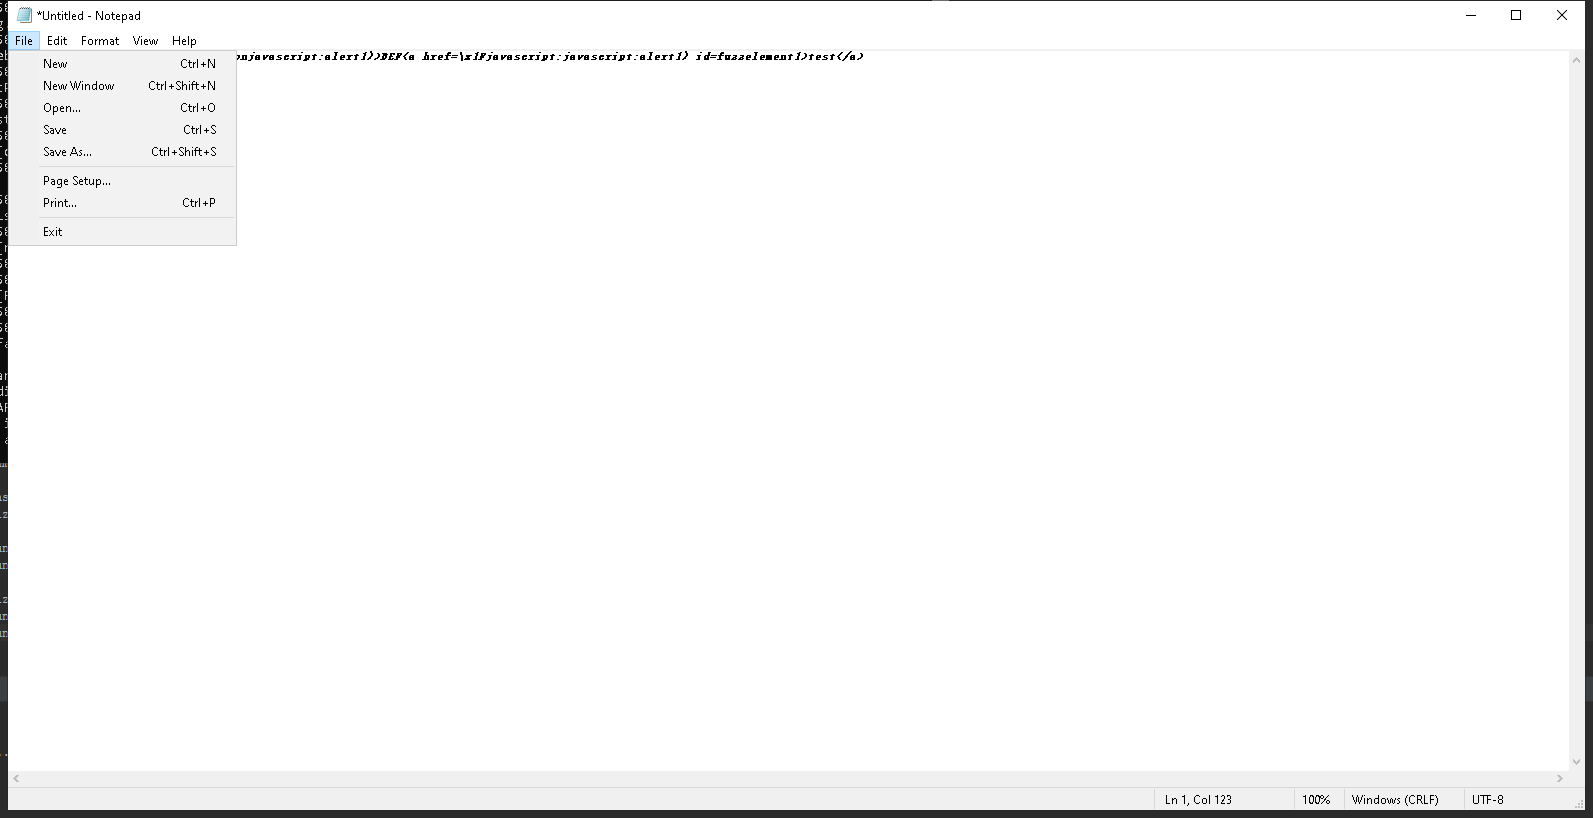 *Untitled - Notepad
File Edit Format View Help
onjavascript:alert1)>DEF(a href=\x1Fjavascript:javascript:alert1) id=fuzzelement1)test(/a)
New Ctrl+N
New Window Ctrl+Shift+N
Open... Ctrl+O
Save Ctrl+S
Save As... Ctrl+Shift+S
Page Setup...
Print... Ctrl+P
Exit
Ln 1, Col 123 100% Windows (CRLF) UTF-8